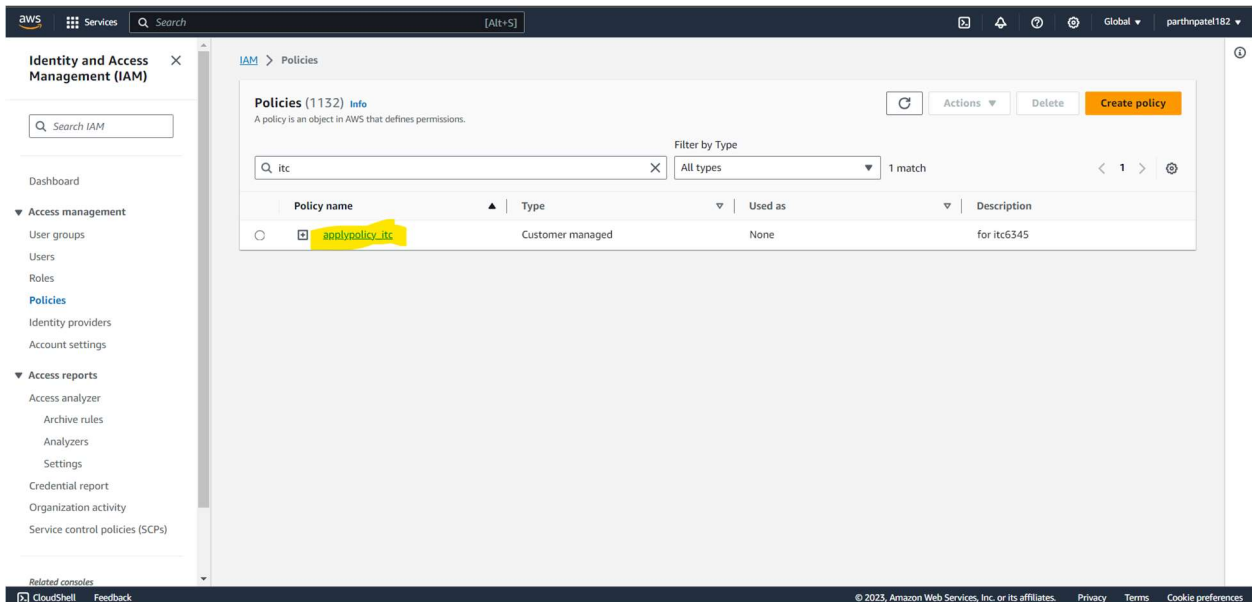 aws Services Search [Alt+S] Global parthnpatel182
Identity and Access
Management (IAM)
Search IAM
Dashboard
Access management
User groups
Users
Roles
Policies
Identity providers
Account settings
Access reports
Access analyzer
Archive rules
Analyzers
Settings
Credential report
Organization activity
Service control policies (SCPs)
Related consoles
IAM > Policies
Policies (1132) Info
A policy is an object in AWS that defines permissions.
Actions Delete Create policy
Filter by Type
itc All types 1 match 1
Policy name Type Used as Description
applypolicy_itc Customer managed None for itc6345
CloudShell Feedback © 2023, Amazon Web Services, Inc. or its affiliates. Privacy Terms Cookie preferences